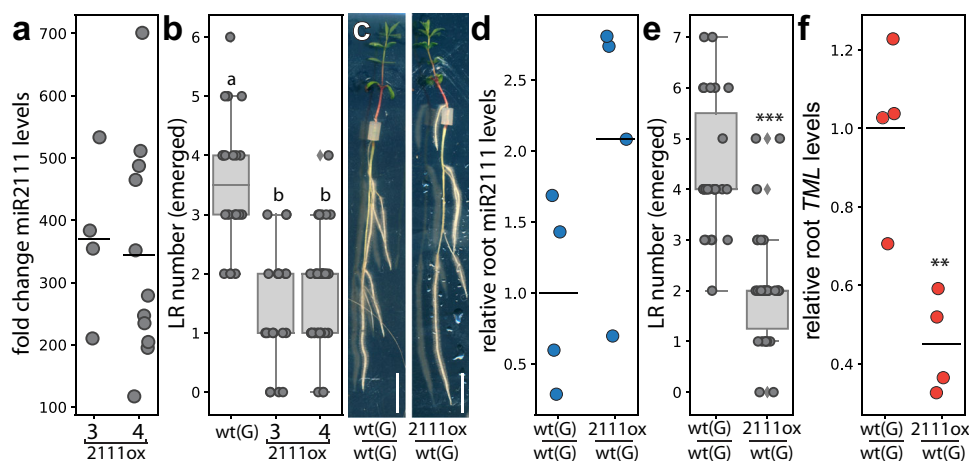 a
fold change miR2111 levels
700
600
500
400
300
200
100
3 4
2111ox
b
LR number (emerged)
6
5
4
3
2
1
0
a
b
b
wt(G)
3 4
2111ox
c
wt(G)
wt(G)
2111ox
wt(G)
d
relative root miR2111 levels
2.5
2.0
1.5
1.0
0.5
wt(G)
wt(G)
2111ox
wt(G)
e
LR number (emerged)
7
6
5
4
3
2
1
0
***
wt(G)
wt(G)
2111ox
wt(G)
f
relative root TML levels
1.2
1.0
0.8
0.6
0.4
**
wt(G)
wt(G)
2111ox
wt(G)